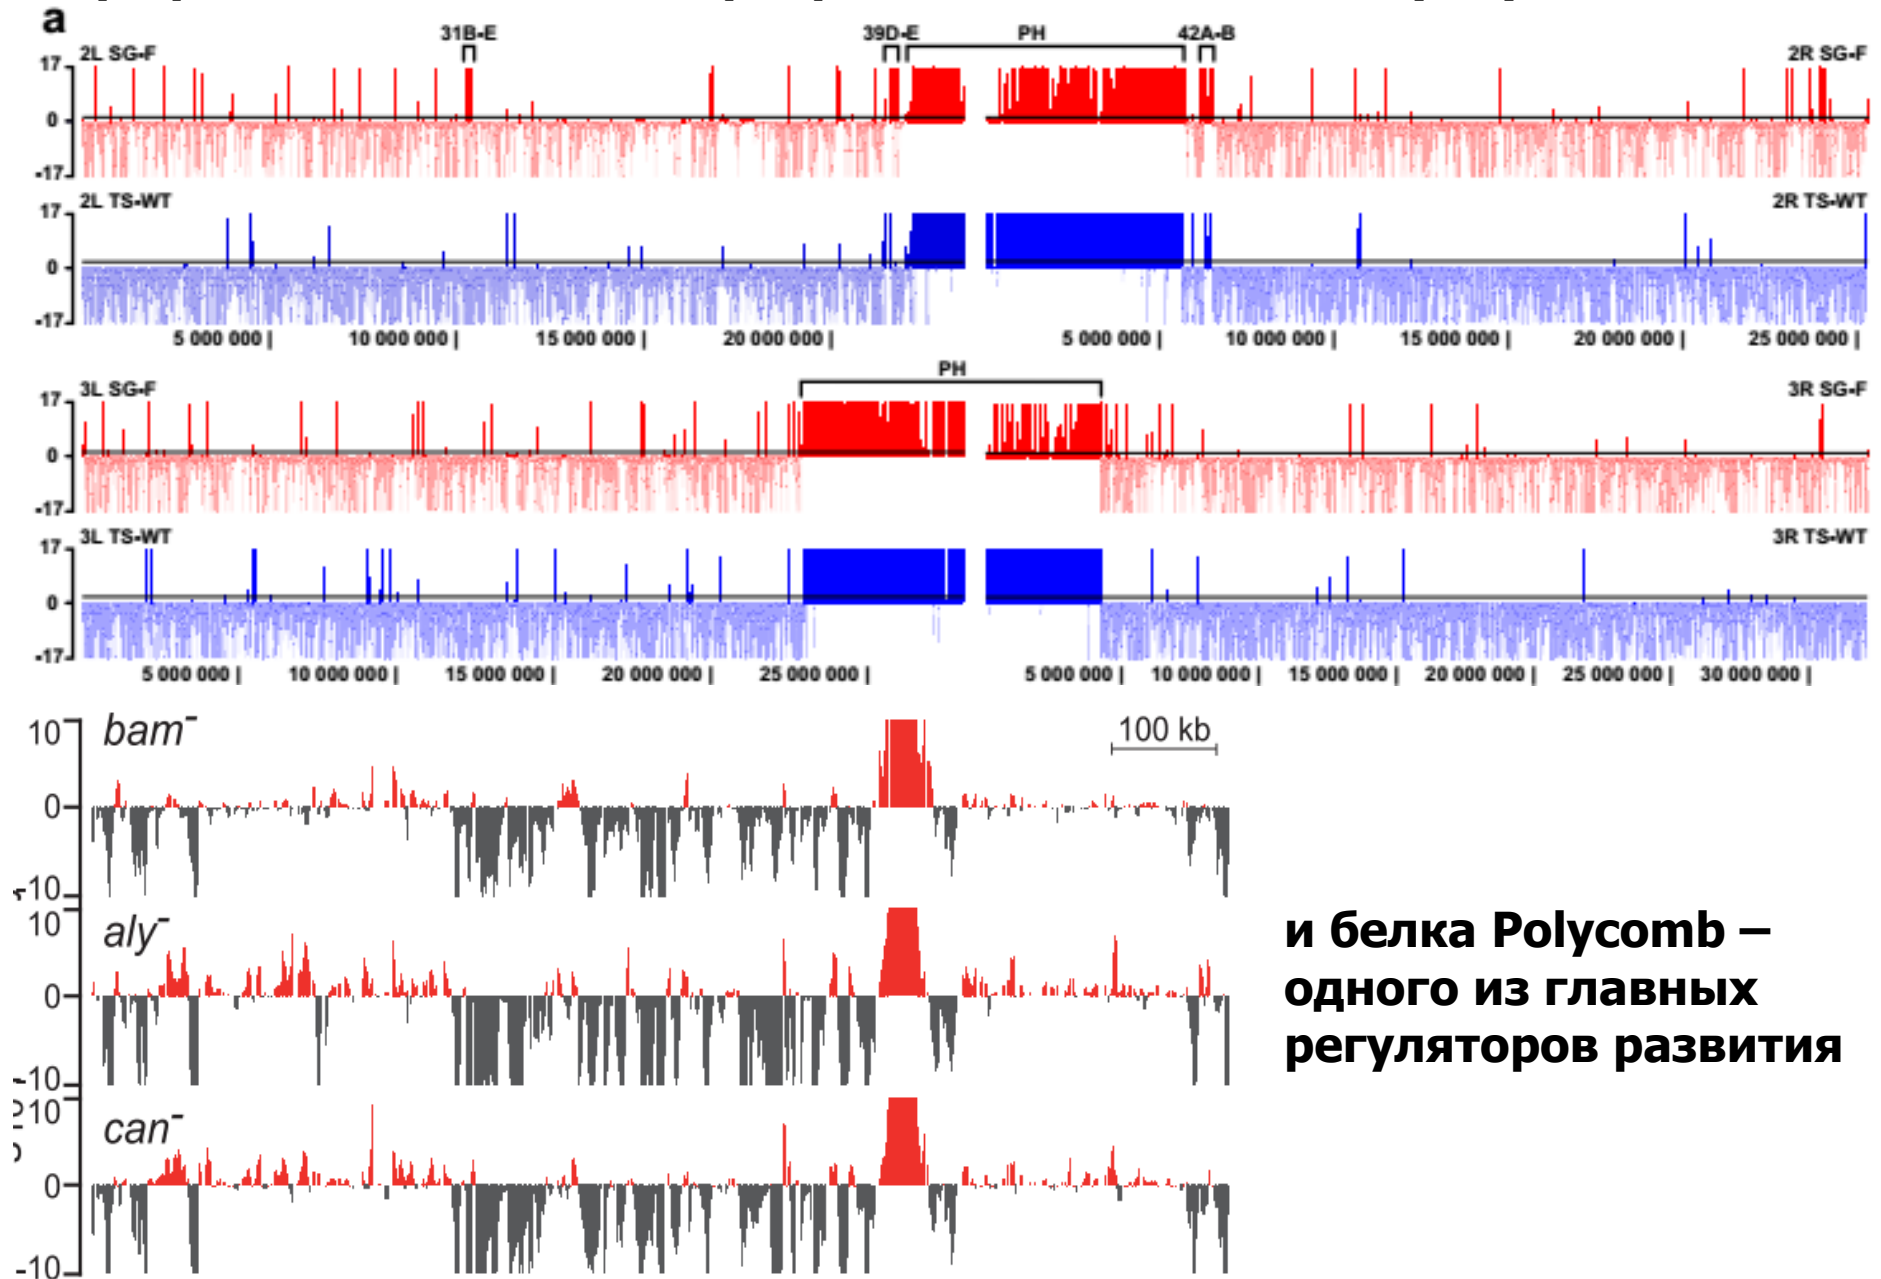 a
31B-E 39D-E PH 42A-B
2L SG-F 2R SG-F
17
0
-17
2L TS-WT 2R TS-WT
17
0
-17
5 000 000 10 000 000 15 000 000 20 000 000 5 000 000 10 000 000 15 000 000 20 000 000 25 000 000
PH
3L SG-F 3R SG-F
17
0
-17
3L TS-WT 3R TS-WT
17
0
-17
5 000 000 10 000 000 15 000 000 20 000 000 25 000 000 5 000 000 10 000 000 15 000 000 20 000 000 25 000 000 30 000 000
10 bam⁻ 100 kb
0
-10
10 aly⁻
0
-10
10 can⁻
0
-10
и белка Polycomb –
одного из главных
регуляторов развития